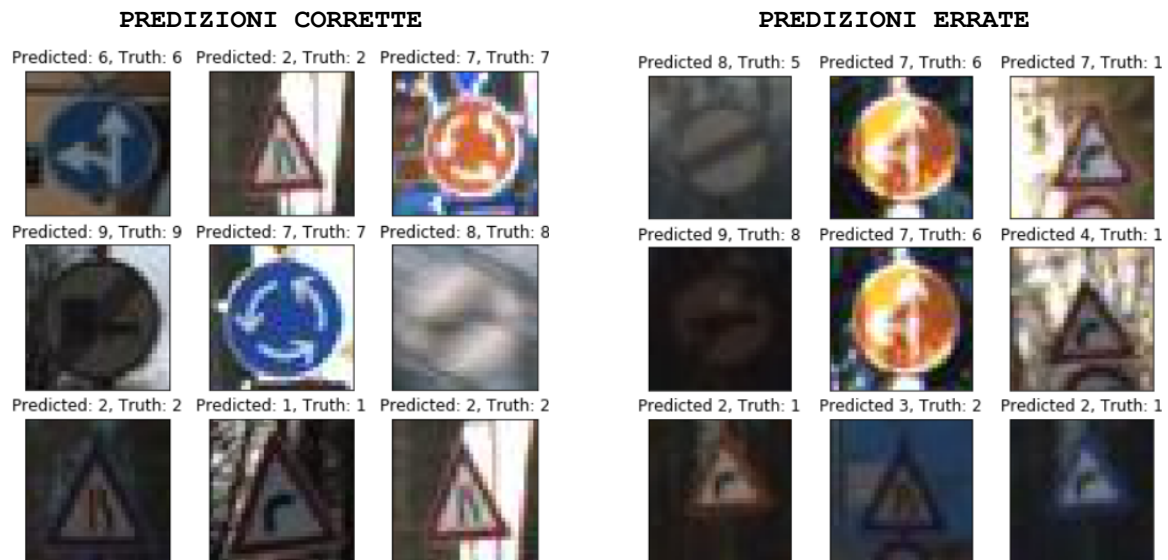 PREDIZIONI CORRETTE
Predicted: 6, Truth: 6 Predicted: 2, Truth: 2 Predicted: 7, Truth: 7
Predicted: 9, Truth: 9 Predicted: 7, Truth: 7 Predicted: 8, Truth: 8
Predicted: 2, Truth: 2 Predicted: 1, Truth: 1 Predicted: 2, Truth: 2
PREDIZIONI ERRATE
Predicted 8, Truth: 5 Predicted 7, Truth: 6 Predicted 7, Truth: 1
Predicted 9, Truth: 8 Predicted 7, Truth: 6 Predicted 4, Truth: 1
Predicted 2, Truth: 1 Predicted 3, Truth: 2 Predicted 2, Truth: 1